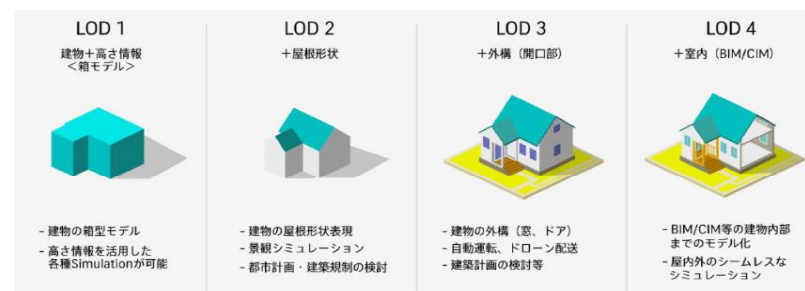 LOD 1
建物+高さ情報
<箱モデル>
- 建物の箱型モデル
- 高さ情報を活用した
各種Simulationが可能
LOD 2
+屋根形状
- 建物の屋根形状表現
- 景観シミュレーション
- 都市計画・建築規制の検討
LOD 3
+外構（開口部）
- 建物の外構（窓、ドア）
- 自動運転、ドローン配送
- 建築計画の検討等
LOD 4
+室内（BIM/CIM）
- BIM/CIM等の建物内部
までのモデル化
- 屋内外のシームレスな
シミュレーション